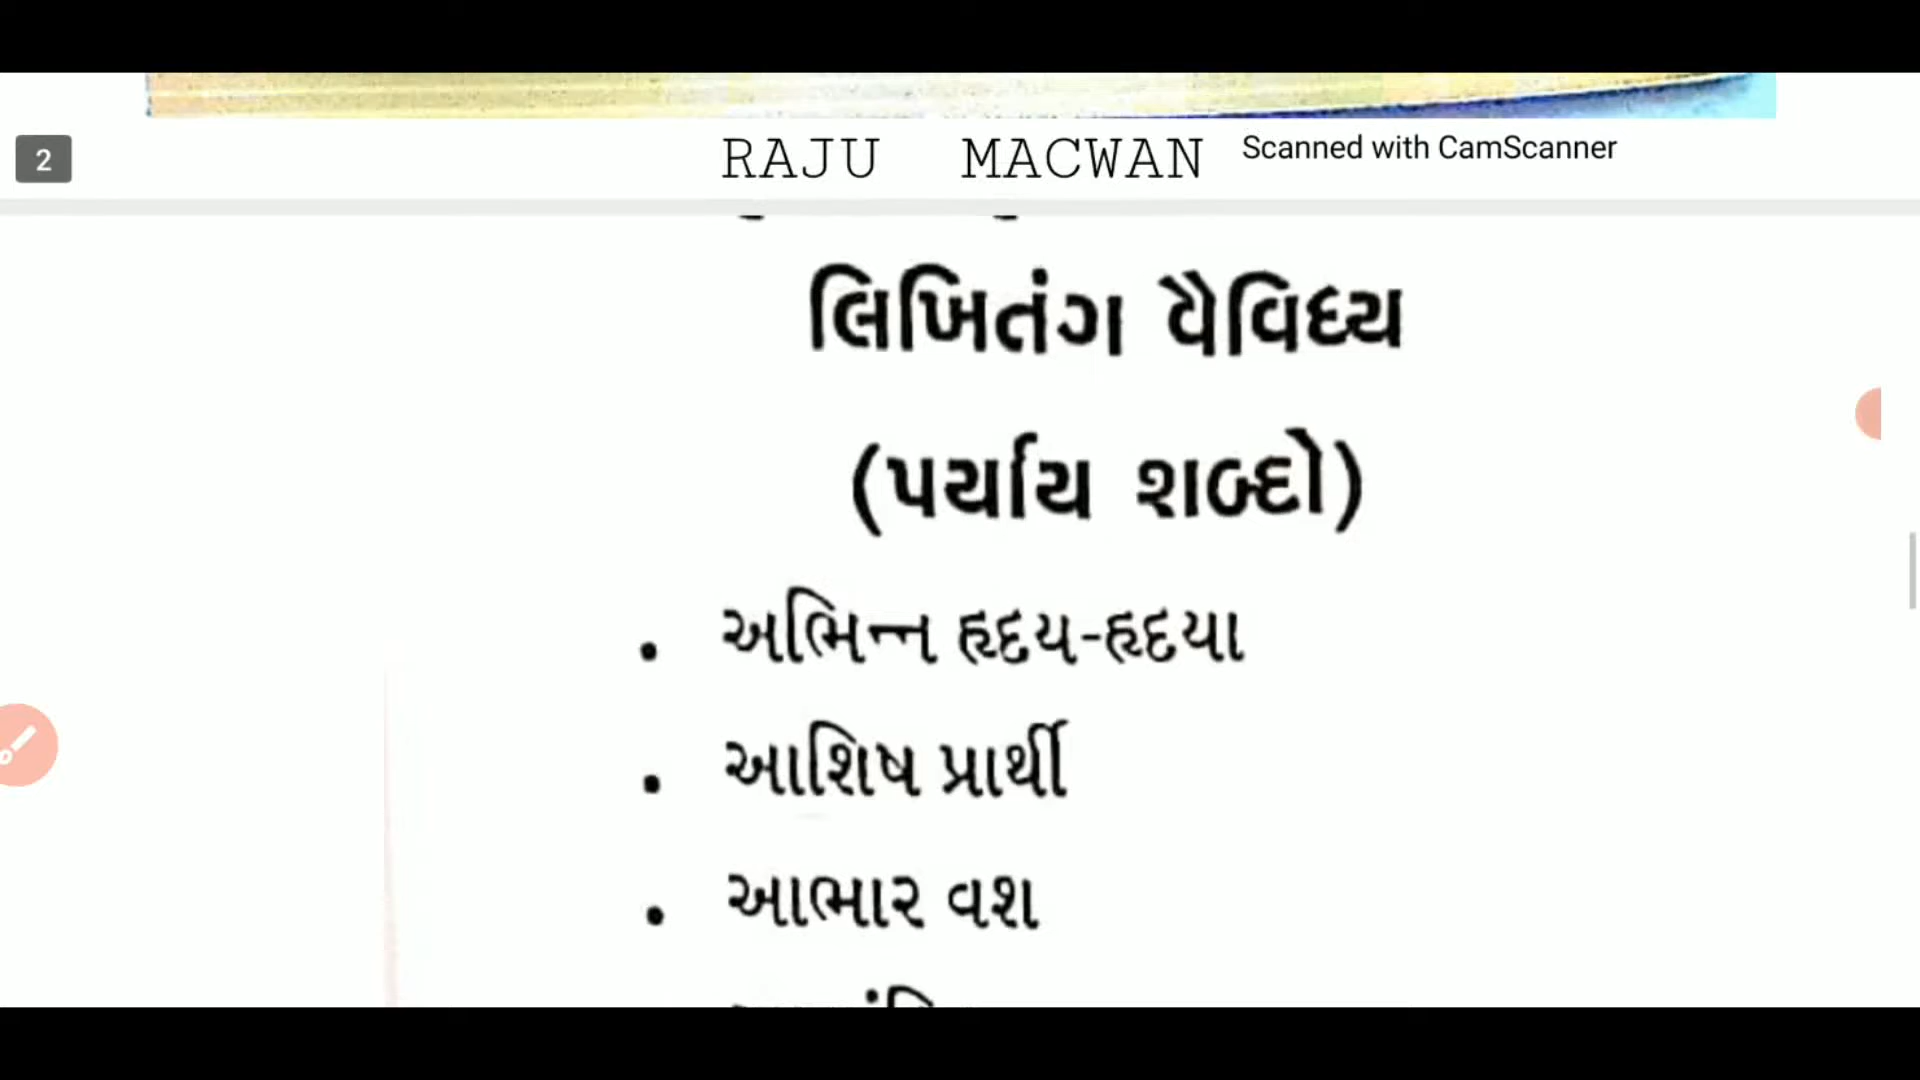 2
RAJU MACWAN Scanned with CamScanner
લિખિતંગ વૈવિધ્ય
(પર્યાય શબ્દો)
• અભિન્ન હૃદય-હૃદયા
• આશિષ પ્રાર્થી
• આભાર વશ